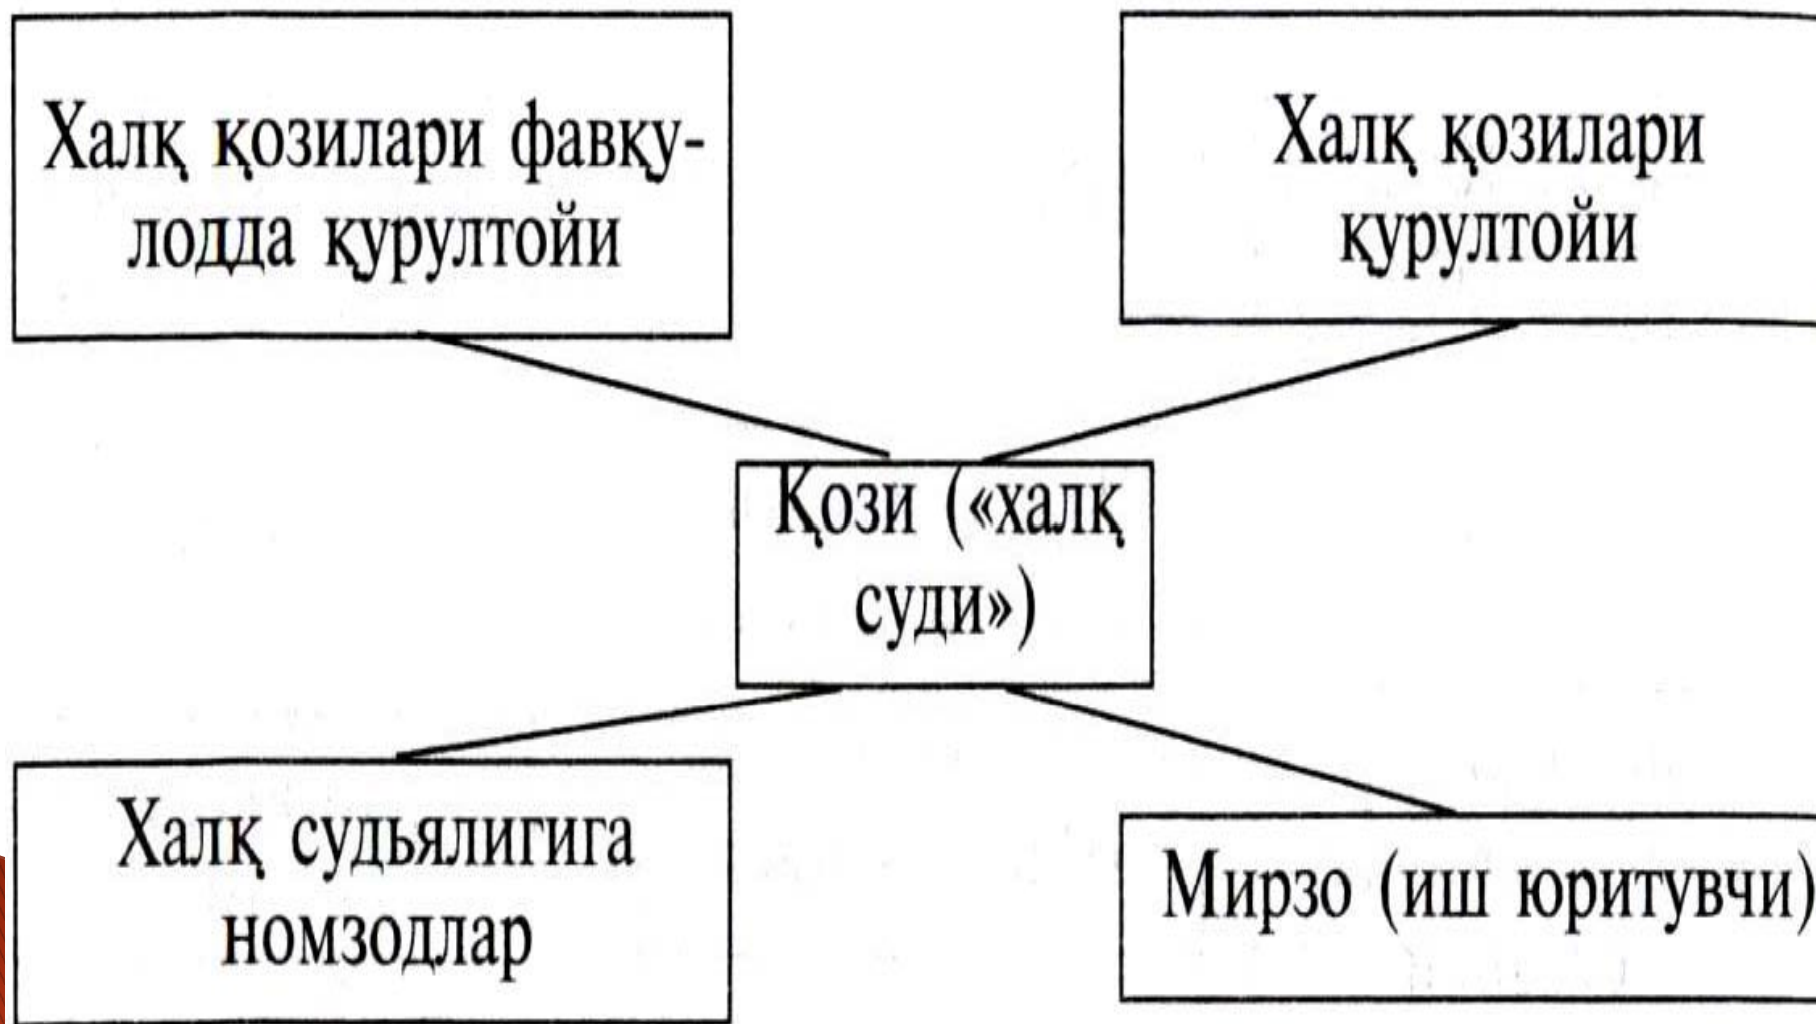 Халқ қозилари фавқу-
лодда қурултойи
Халқ қозилари
қурултойи
Қози («халқ
суди»)
Халқ судьялигига
номзодлар
Мирзо (иш юритувчи)